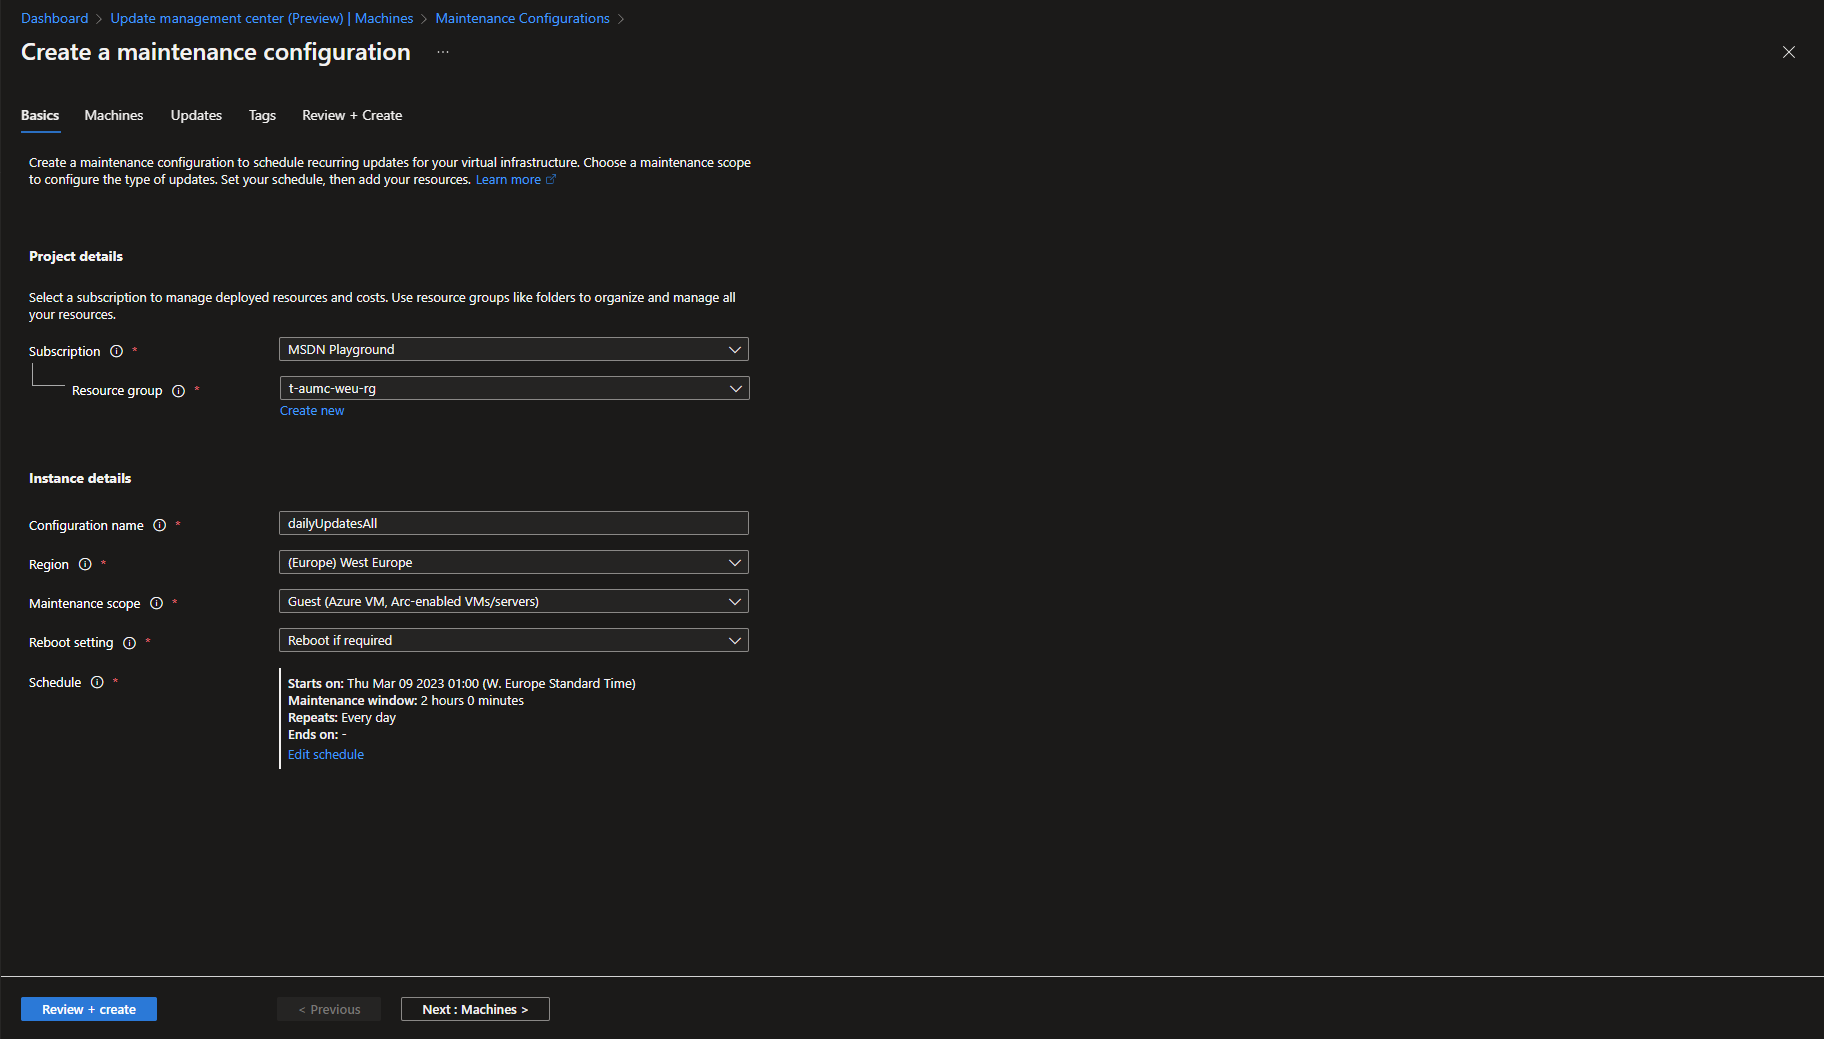 Dashboard > Update management center (Preview) | Machines > Maintenance Configurations >
Create a maintenance configuration ...
Basics Machines Updates Tags Review + Create
Create a maintenance configuration to schedule recurring updates for your virtual infrastructure. Choose a maintenance scope
to configure the type of updates. Set your schedule, then add your resources. Learn more
Project details
Select a subscription to manage deployed resources and costs. Use resource groups like folders to organize and manage all
your resources.
Subscription * MSDN Playground
Resource group * t-aumc-weu-rg
Create new
Instance details
Configuration name * dailyUpdatesAll
Region * (Europe) West Europe
Maintenance scope * Guest (Azure VM, Arc-enabled VMs/servers)
Reboot setting * Reboot if required
Schedule * Starts on: Thu Mar 09 2023 01:00 (W. Europe Standard Time)
Maintenance window: 2 hours 0 minutes
Repeats: Every day
Ends on: -
Edit schedule
Review + create < Previous Next : Machines >